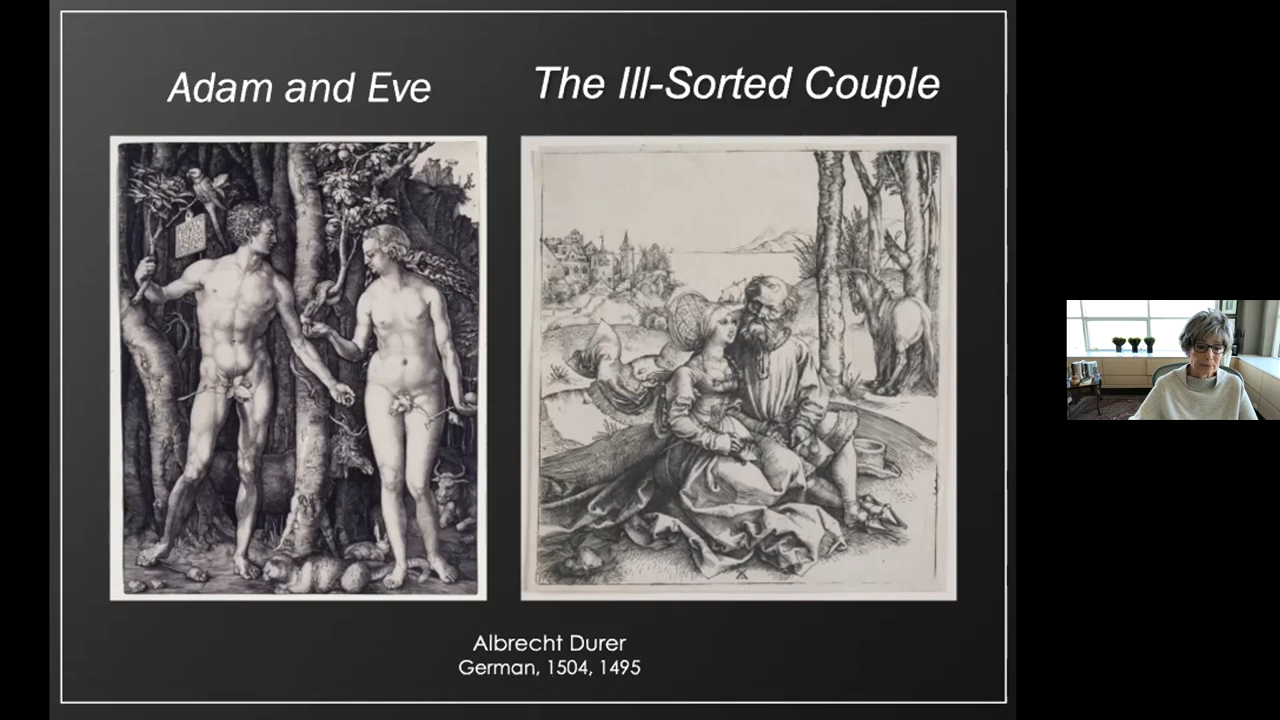 Adam and Eve
The Ill-Sorted Couple
Albrecht Durer
German, 1504, 1495